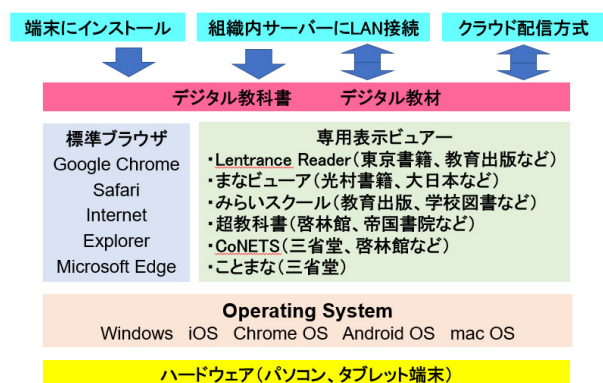 端末にインストール
組織内サーバーにLAN接続
クラウド配信方式
デジタル教科書 デジタル教材
標準ブラウザ
Google Chrome
Safari
Internet
Explorer
Microsoft Edge
専用表示ビュアー
・Lentrance Reader(東京書籍、教育出版など)
・まなビューア(光村書籍、大日本など)
・みらいスクール(教育出版、学校図書など)
・超教科書(啓林館、帝国書院など)
・CoNETS(三省堂、啓林館など)
・ことまな(三省堂)
Operating System
Windows iOS Chrome OS Android OS mac OS
ハードウェア(パソコン、タブレット端末)